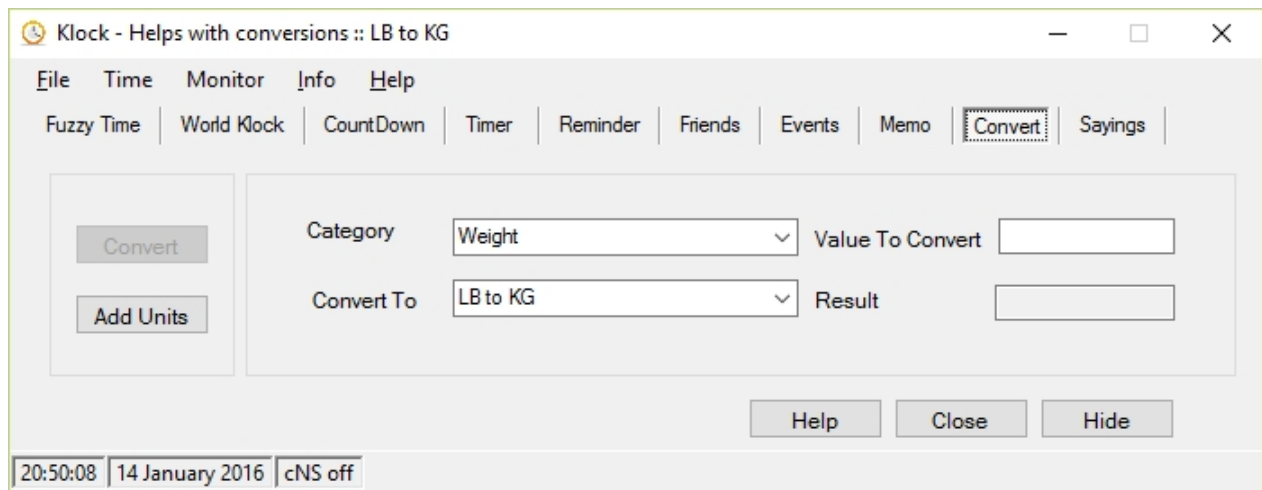 Klock - Helps with conversions :: LB to KG
File Time Monitor Info Help
Fuzzy Time World Klock CountDown Timer Reminder Friends Events Memo Convert Sayings
Convert Category Weight Value To Convert
Add Units Convert To LB to KG Result
Help Close Hide
20:50:08 14 January 2016 cNS off